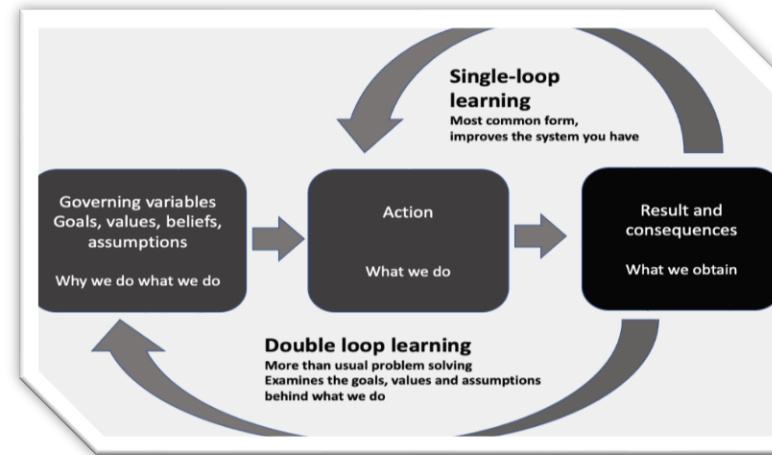 Single-loop
learning
Most common form,
improves the system you have
Governing variables
Goals, values, beliefs,
assumptions
Why we do what we do
Action
What we do
Result and
consequences
What we obtain
Double loop learning
More than usual problem solving
Examines the goals, values and assumptions
behind what we do